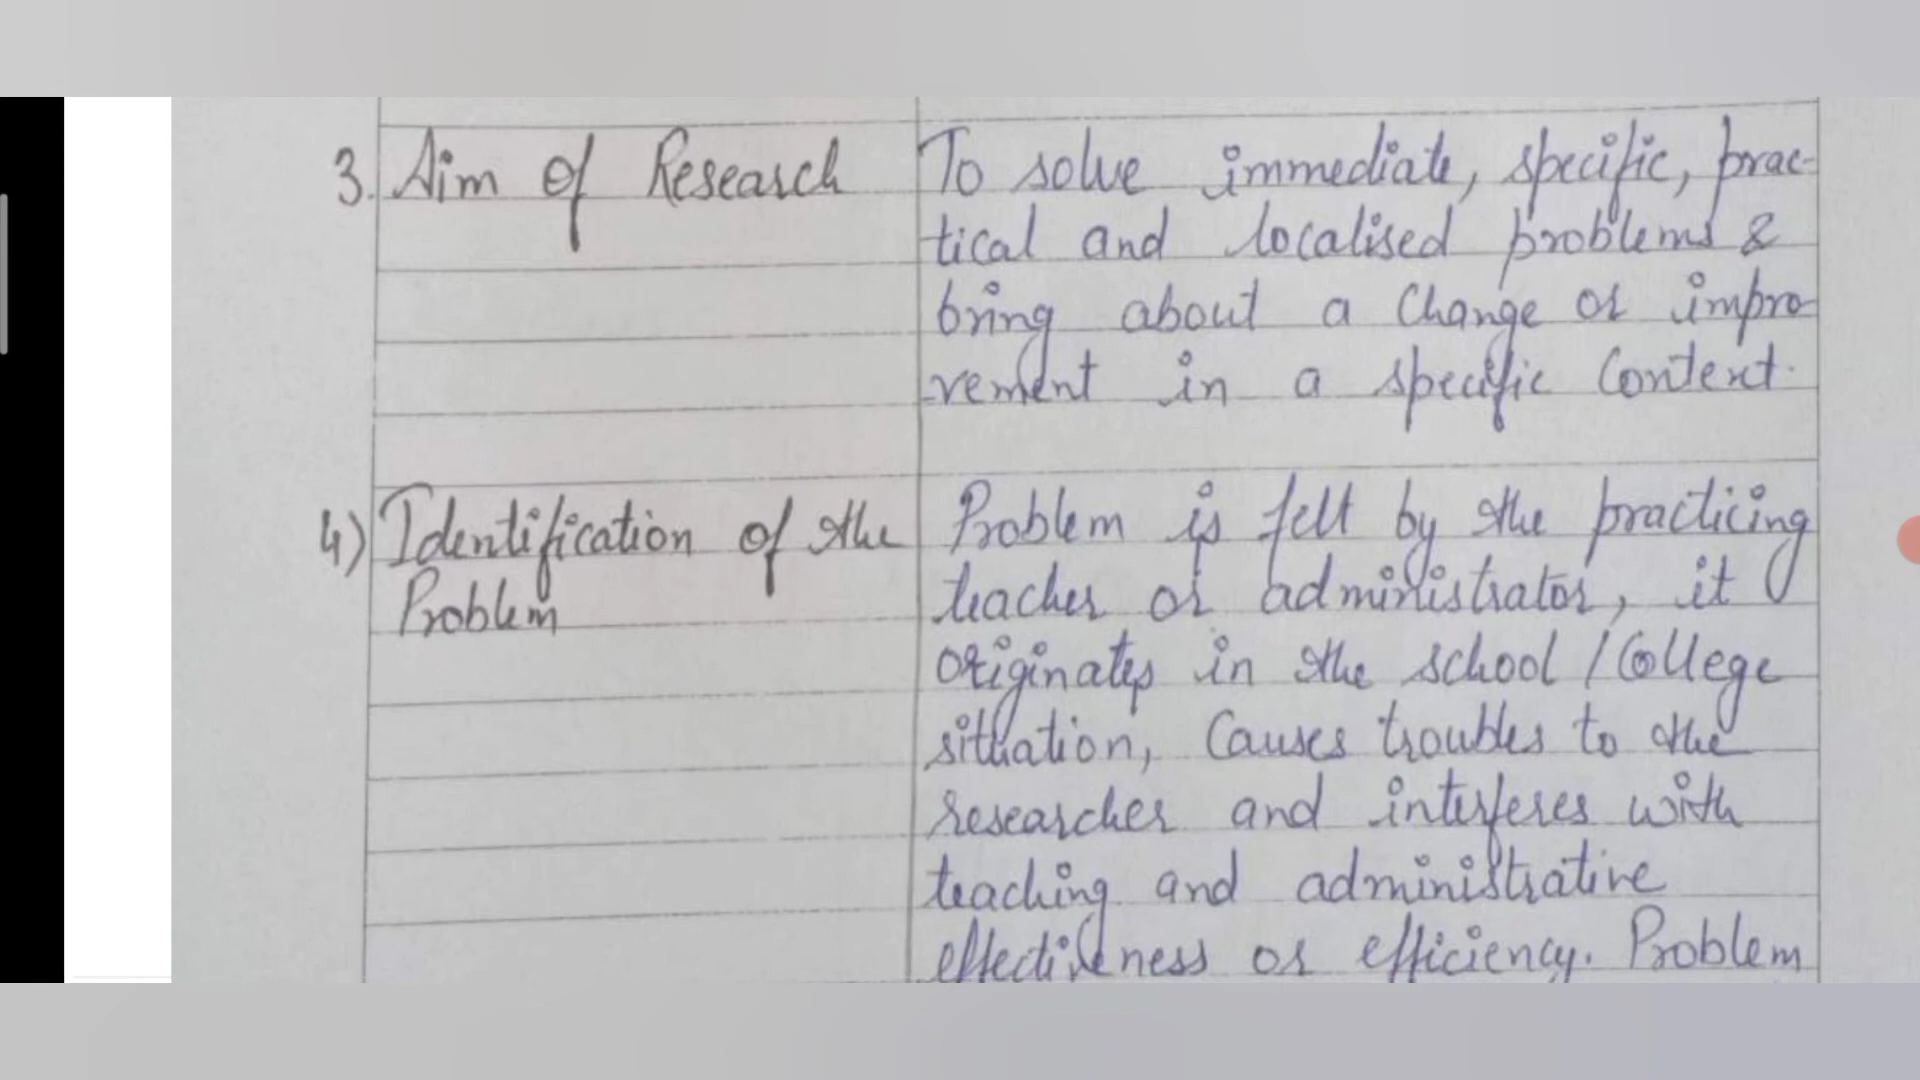 3. Aim of Research
To solve immediate, specific, prac-
tical and localised problems &
bring about a change or impro
-vement in a specific context.
4) Identification of the
Problem
Problem is felt by the practicing
teacher or administrator, it
originates in the school / College
situation, causes troubles to the
researcher and interferes with
teaching and administrative
effectiveness or efficiency. Problem